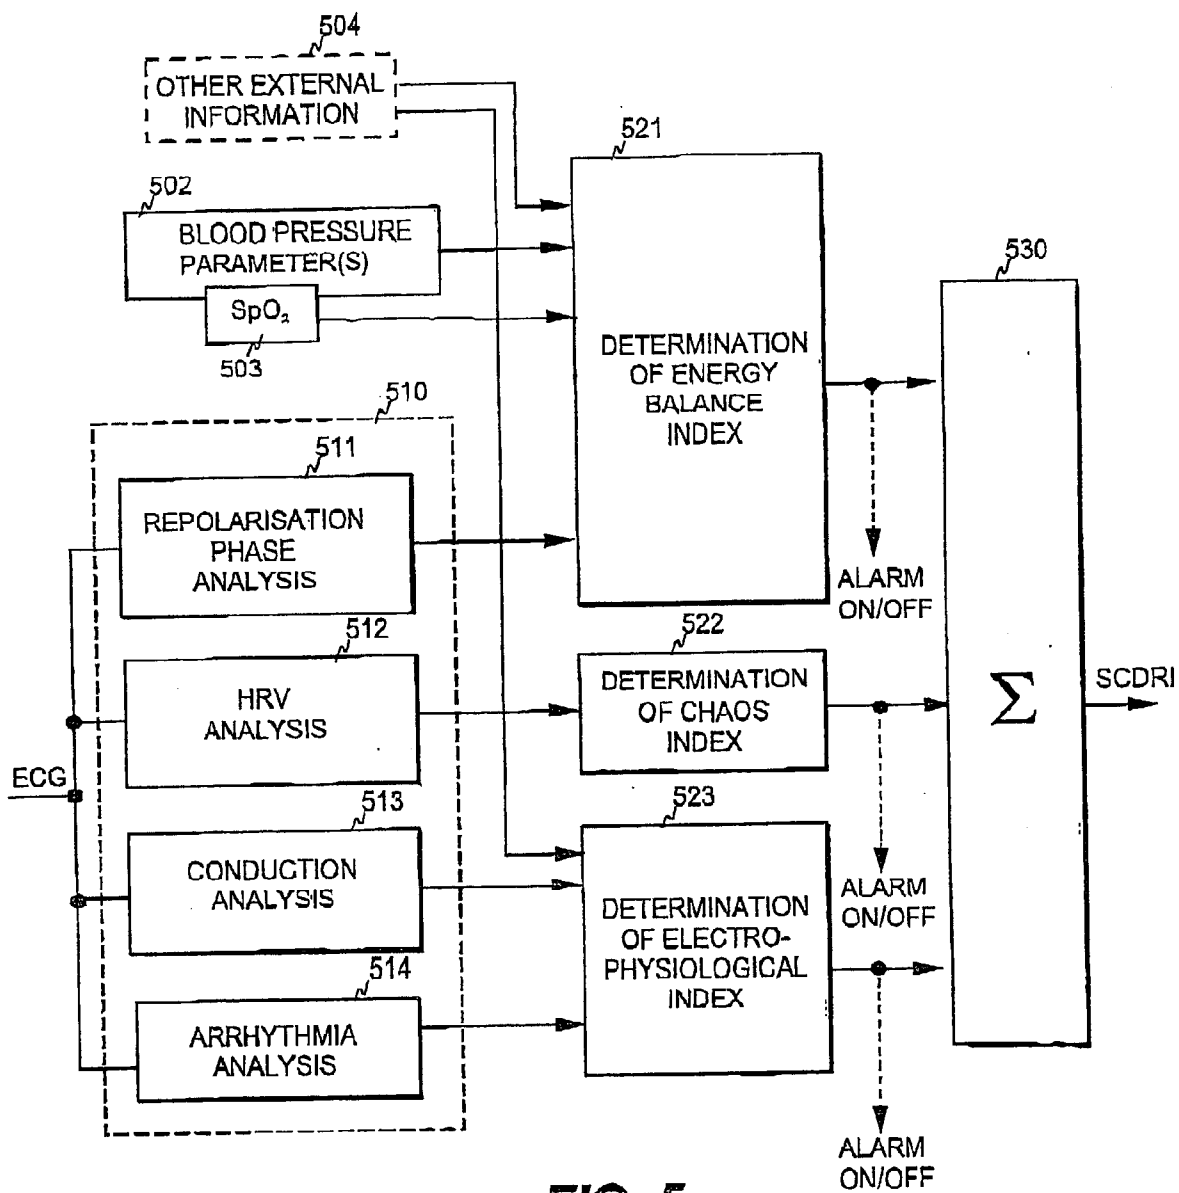 504
OTHER EXTERNAL
INFORMATION
502
BLOOD PRESSURE
PARAMETER(S)
SpO₂
503
521
DETERMINATION
OF ENERGY
BALANCE
INDEX
530
510
511
REPOLARISATION
PHASE
ANALYSIS
ALARM
ON/OFF
512
HRV
ANALYSIS
522
DETERMINATION
OF CHAOS
INDEX
Σ
SCDRI
ECG
513
CONDUCTION
ANALYSIS
523
DETERMINATION
OF ELECTRO-
PHYSIOLOGICAL
INDEX
ALARM
ON/OFF
514
ARRHYTHMIA
ANALYSIS
ALARM
ON/OFF